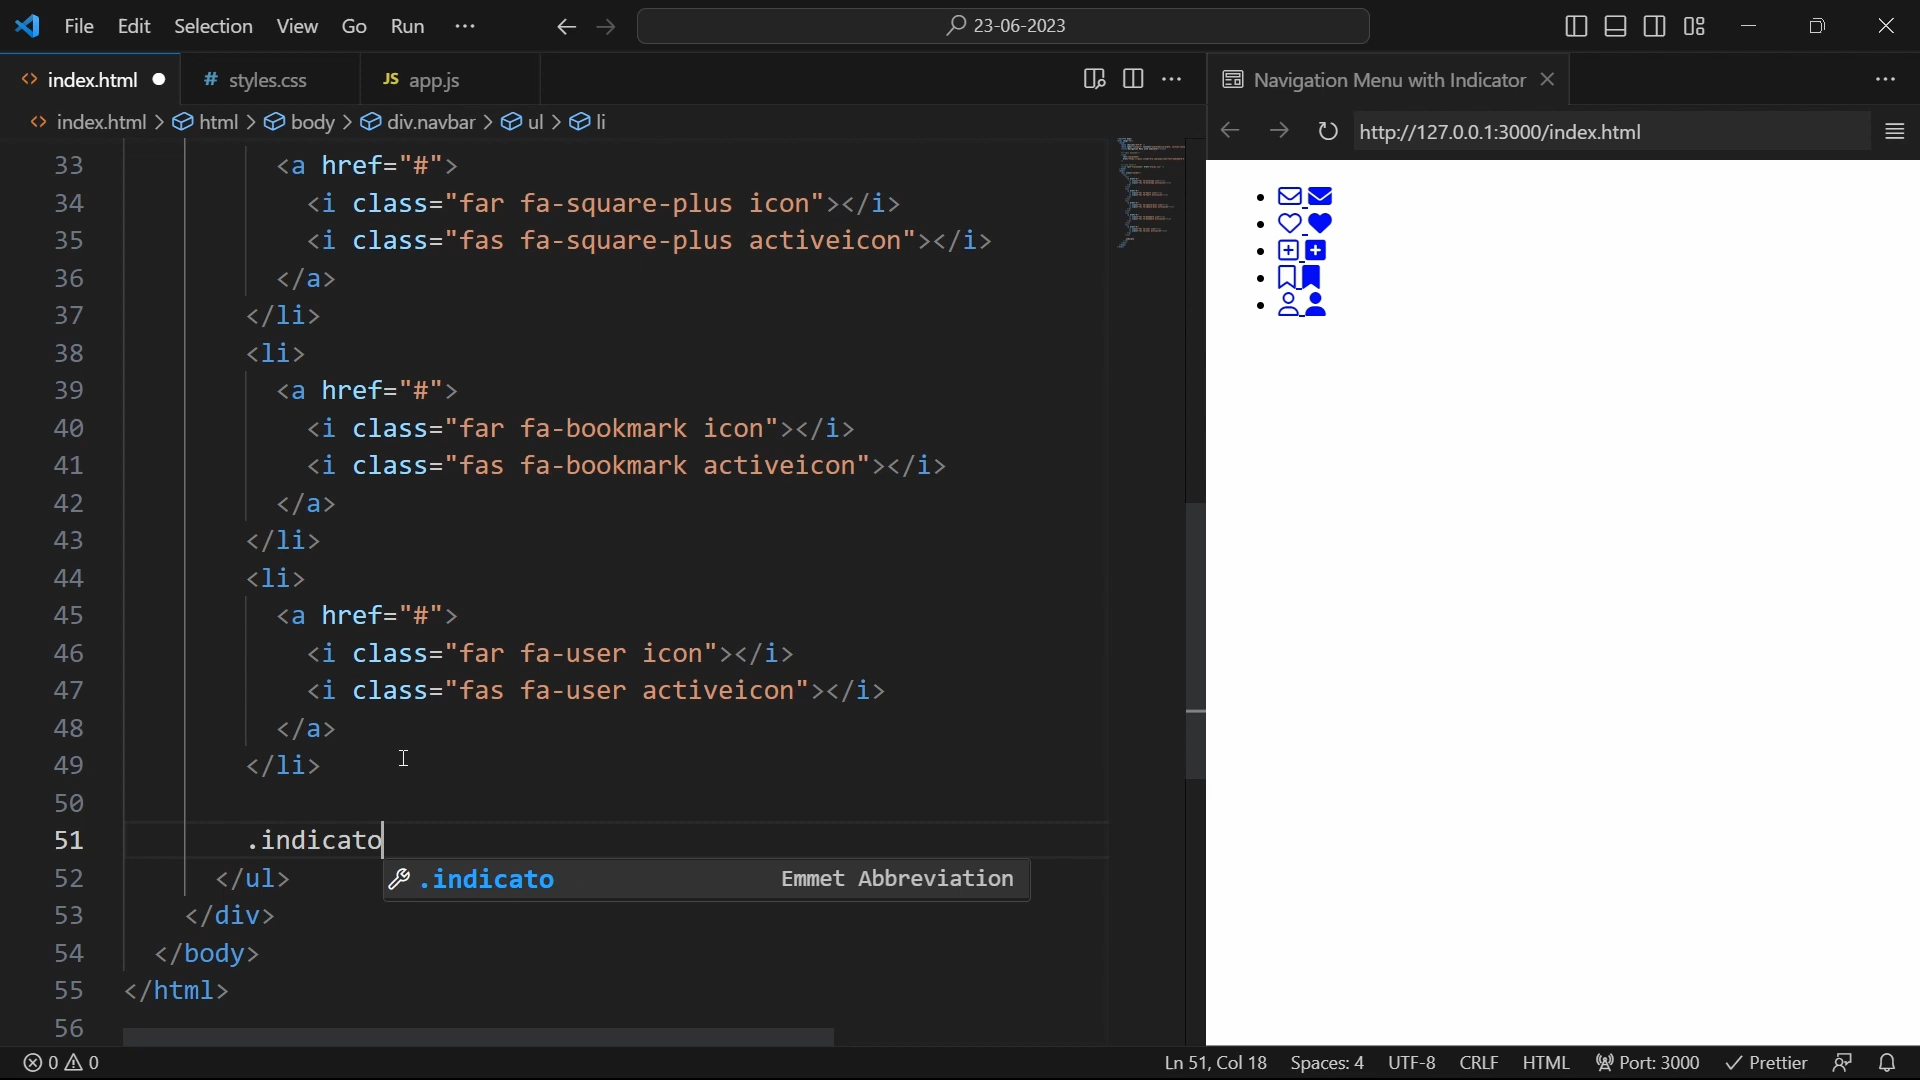 File Edit Selection View Go Run ... 23-06-2023
index.html # styles.css JS app.js ... Navigation Menu with Indicator ...
index.html > html > body > div.navbar > ul > li
http://127.0.0.1:3000/index.html
33 <a href="#">
34 <i class="far fa-square-plus icon"></i>
35 <i class="fas fa-square-plus activeicon"></i>
36 </a>
37 </li>
38 <li>
39 <a href="#">
40 <i class="far fa-bookmark icon"></i>
41 <i class="fas fa-bookmark activeicon"></i>
42 </a>
43 </li>
44 <li>
45 <a href="#">
46 <i class="far fa-user icon"></i>
47 <i class="fas fa-user activeicon"></i>
48 </a>
49 </li>
50
51 .indicato
52 </ul>
.indicato Emmet Abbreviation
53 </div>
54 </body>
55 </html>
56
0 0 Ln 51, Col 18 Spaces: 4 UTF-8 CRLF HTML Port: 3000 Prettier